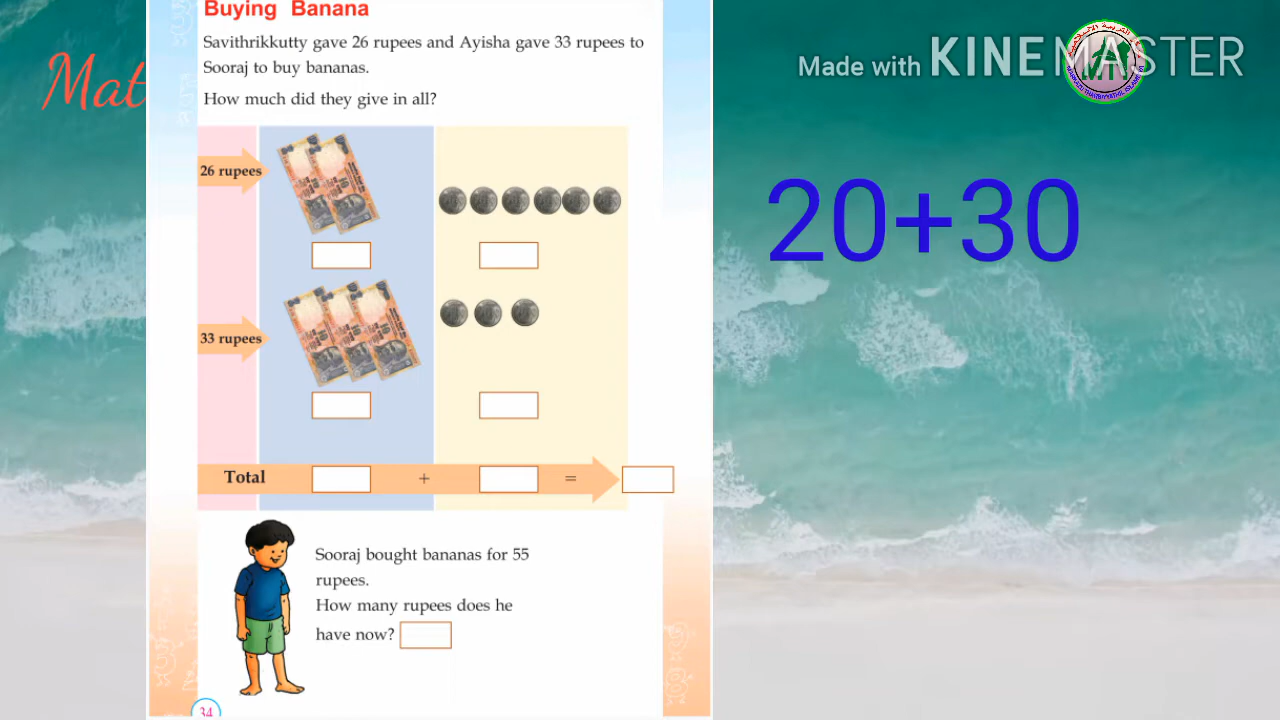 Buying Banana
Savithrikkutty gave 26 rupees and Ayisha gave 33 rupees to
Sooraj to buy bananas.
How much did they give in all?
Mat
Made with KINEMASTER
26 rupees
20+30
33 rupees
Total + =
Sooraj bought bananas for 55
rupees.
How many rupees does he
have now?
34